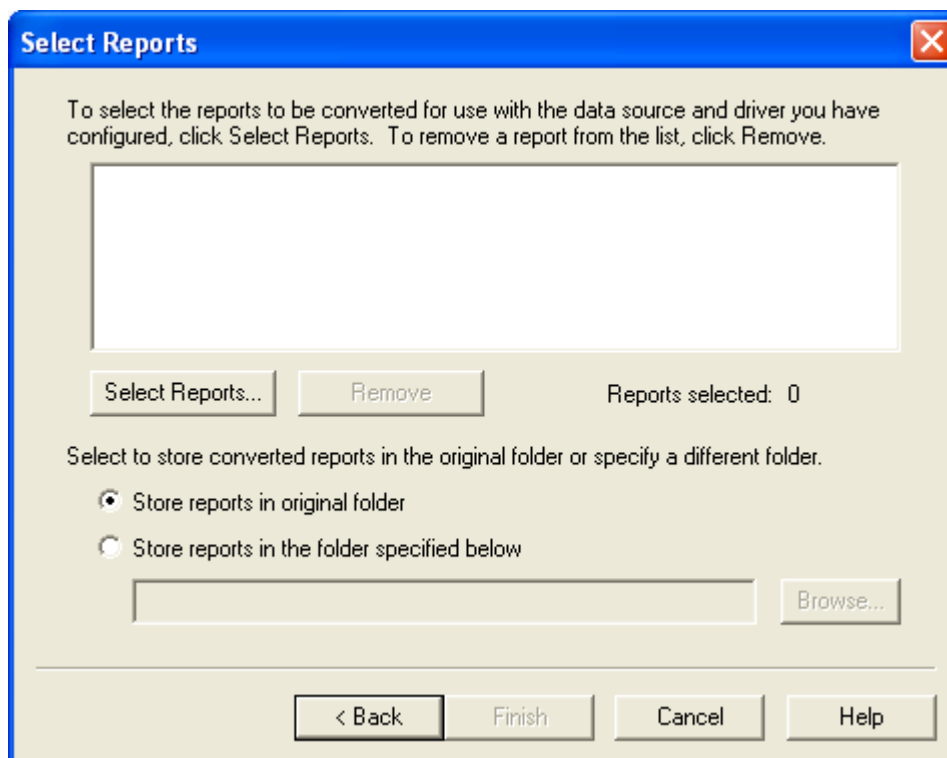 Select Reports
To select the reports to be converted for use with the data source and driver you have
configured, click Select Reports.  To remove a report from the list, click Remove.
Select Reports...
Remove
Reports selected:  0
Select to store converted reports in the original folder or specify a different folder.
Store reports in original folder
Store reports in the folder specified below
Browse...
< Back
Finish
Cancel
Help